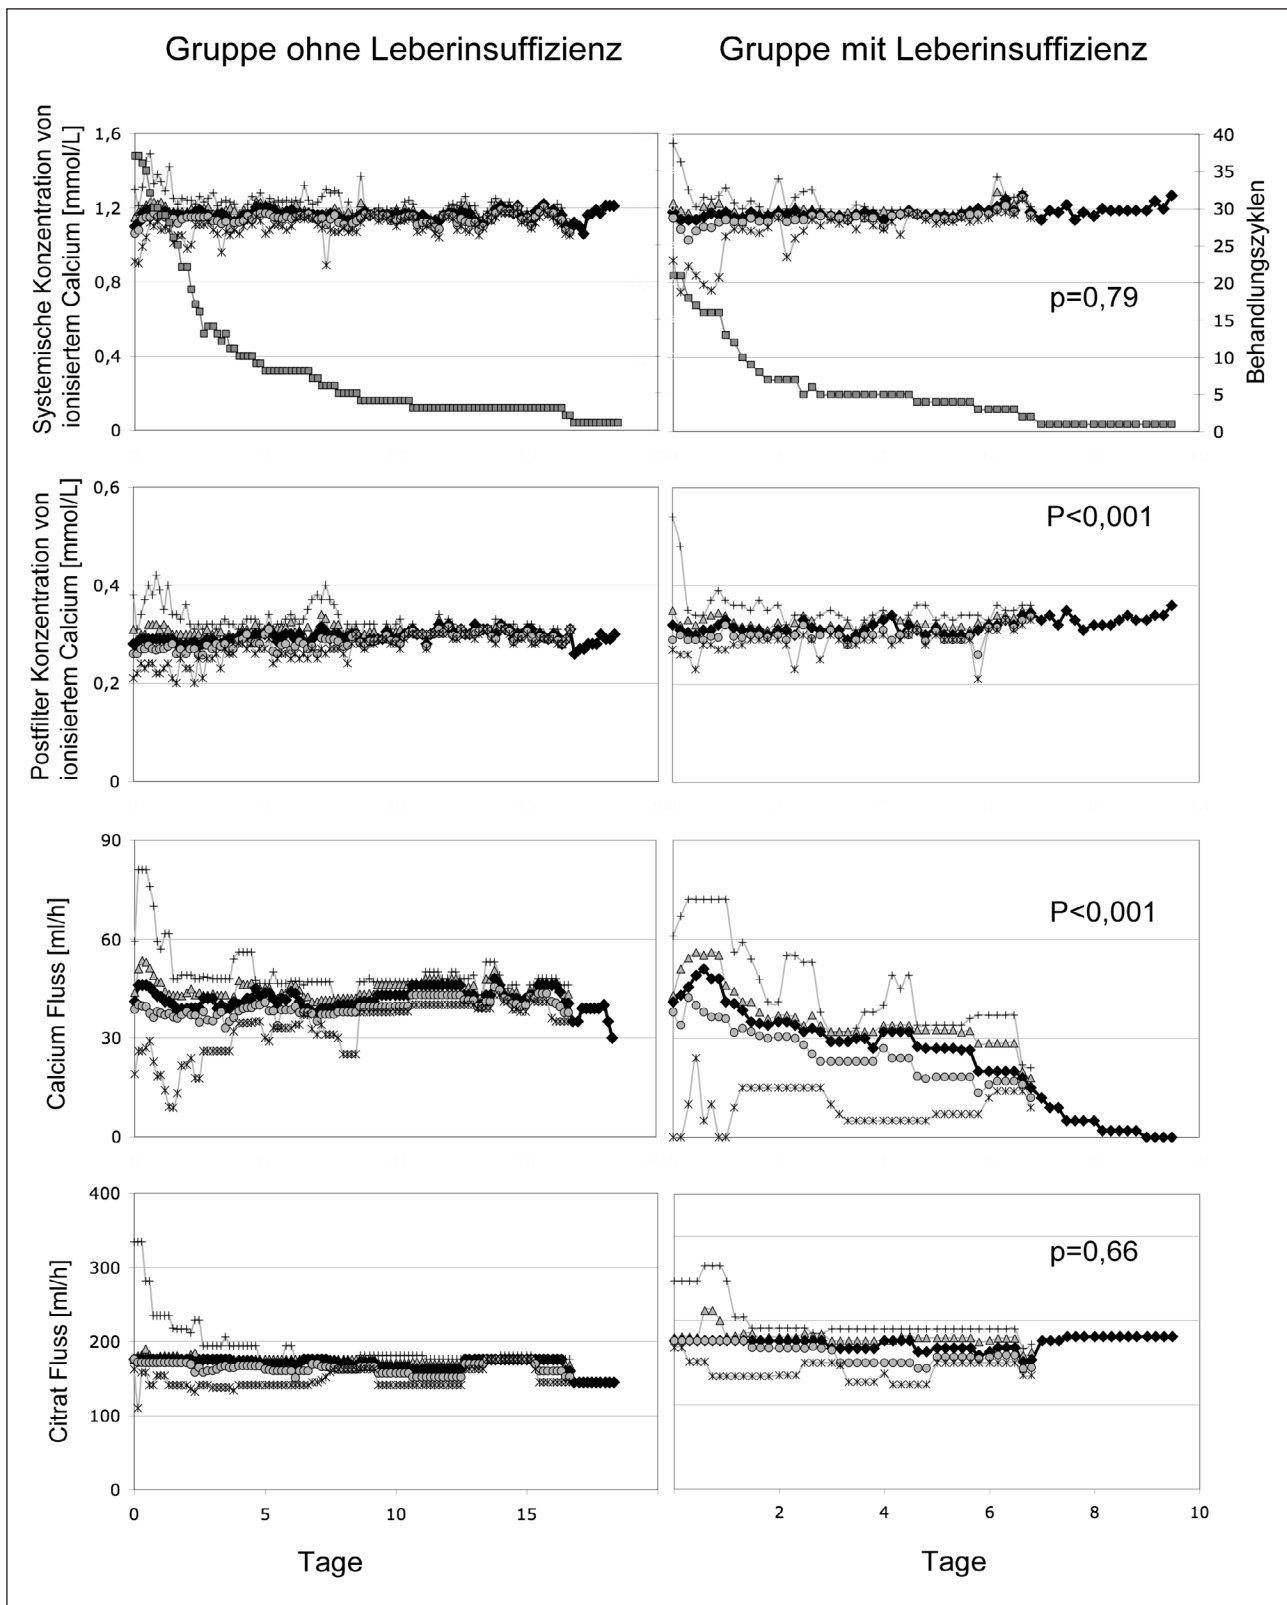 Gruppe ohne Leberinsuffizienz
Gruppe mit Leberinsuffizienz
Systemische Konzentration von
ionisiertem Calcium [mmol/L]
1,6
1,2
0,8
0,4
0
p=0,79
40
35
30
25
20
15
10
5
0
Behandlungszyklen
Postfilter Konzentration von
ionisiertem Calcium [mmol/L]
0,6
0,4
0,2
0
P<0,001
Calcium Fluss [ml/h]
90
60
30
0
P<0,001
Citrat Fluss [ml/h]
400
300
200
100
0
p=0,66
0 5 10 15
2 4 6 8 10
Tage
Tage